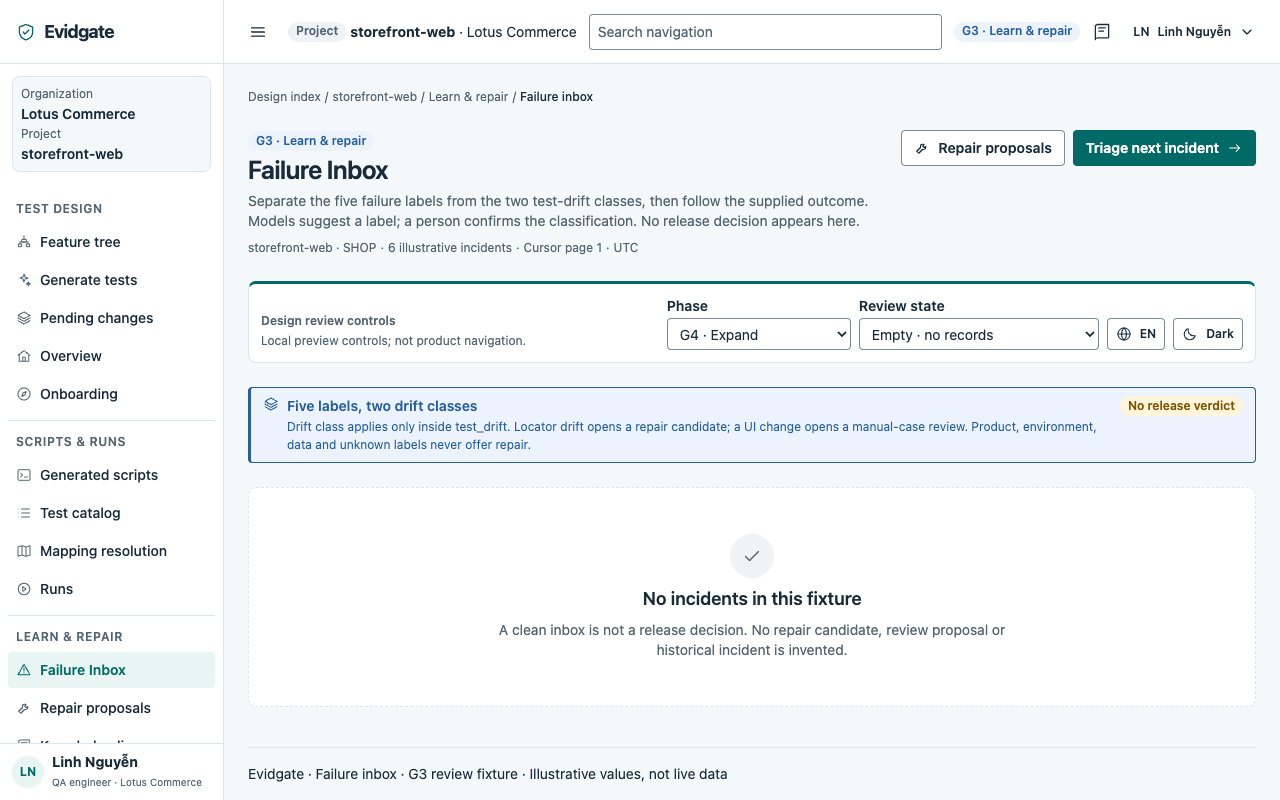 Evidgate
Project storefront-web · Lotus Commerce
Search navigation
G3 · Learn & repair
LN Linh Nguyễn
Organization
Lotus Commerce
Project
storefront-web
TEST DESIGN
Feature tree
Generate tests
Pending changes
Overview
Onboarding
SCRIPTS & RUNS
Generated scripts
Test catalog
Mapping resolution
Runs
LEARN & REPAIR
Failure Inbox
Repair proposals
LN
Linh Nguyễn
QA engineer · Lotus Commerce
Design index / storefront-web / Learn & repair / Failure inbox
G3 · Learn & repair
Failure Inbox
Separate the five failure labels from the two test-drift classes, then follow the supplied outcome.
Models suggest a label; a person confirms the classification. No release decision appears here.
storefront-web · SHOP · 6 illustrative incidents · Cursor page 1 · UTC
Repair proposals
Triage next incident
Design review controls
Local preview controls; not product navigation.
Phase
G4 · Expand
Review state
Empty · no records
EN
Dark
Five labels, two drift classes
Drift class applies only inside test_drift. Locator drift opens a repair candidate; a UI change opens a manual-case review. Product, environment,
data and unknown labels never offer repair.
No release verdict
No incidents in this fixture
A clean inbox is not a release decision. No repair candidate, review proposal or
historical incident is invented.
Evidgate · Failure inbox · G3 review fixture · Illustrative values, not live data